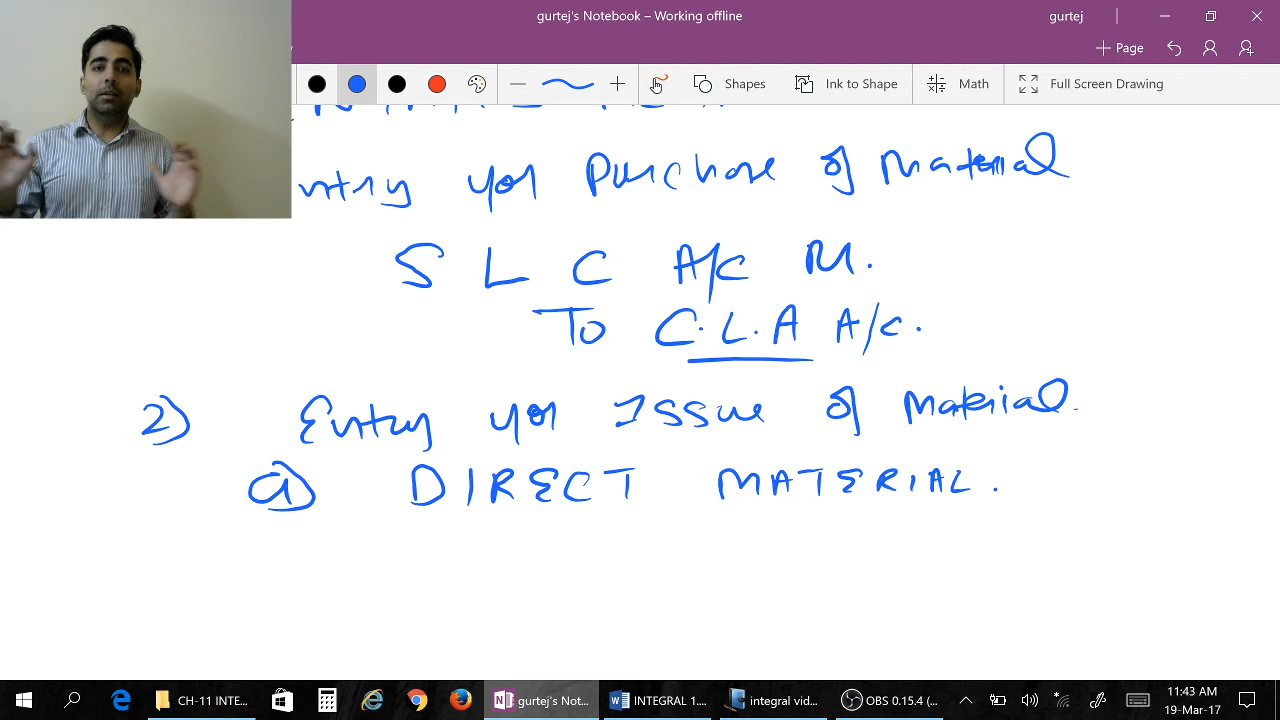 gurtej's Notebook – Working offline
gurtej
Page
Shapes
Ink to Shape
Math
Full Screen Drawing
ntry for Purchase of Material
S L C A/c
To C.L.A A/c.
2) Entry for Issue of Material.
a) DIRECT MATERIAL.
CH-11 INTE...
gurtej's Not...
INTEGRAL 1....
integral vid...
OBS 0.15.4 (...
11:43 AM
19-Mar-17